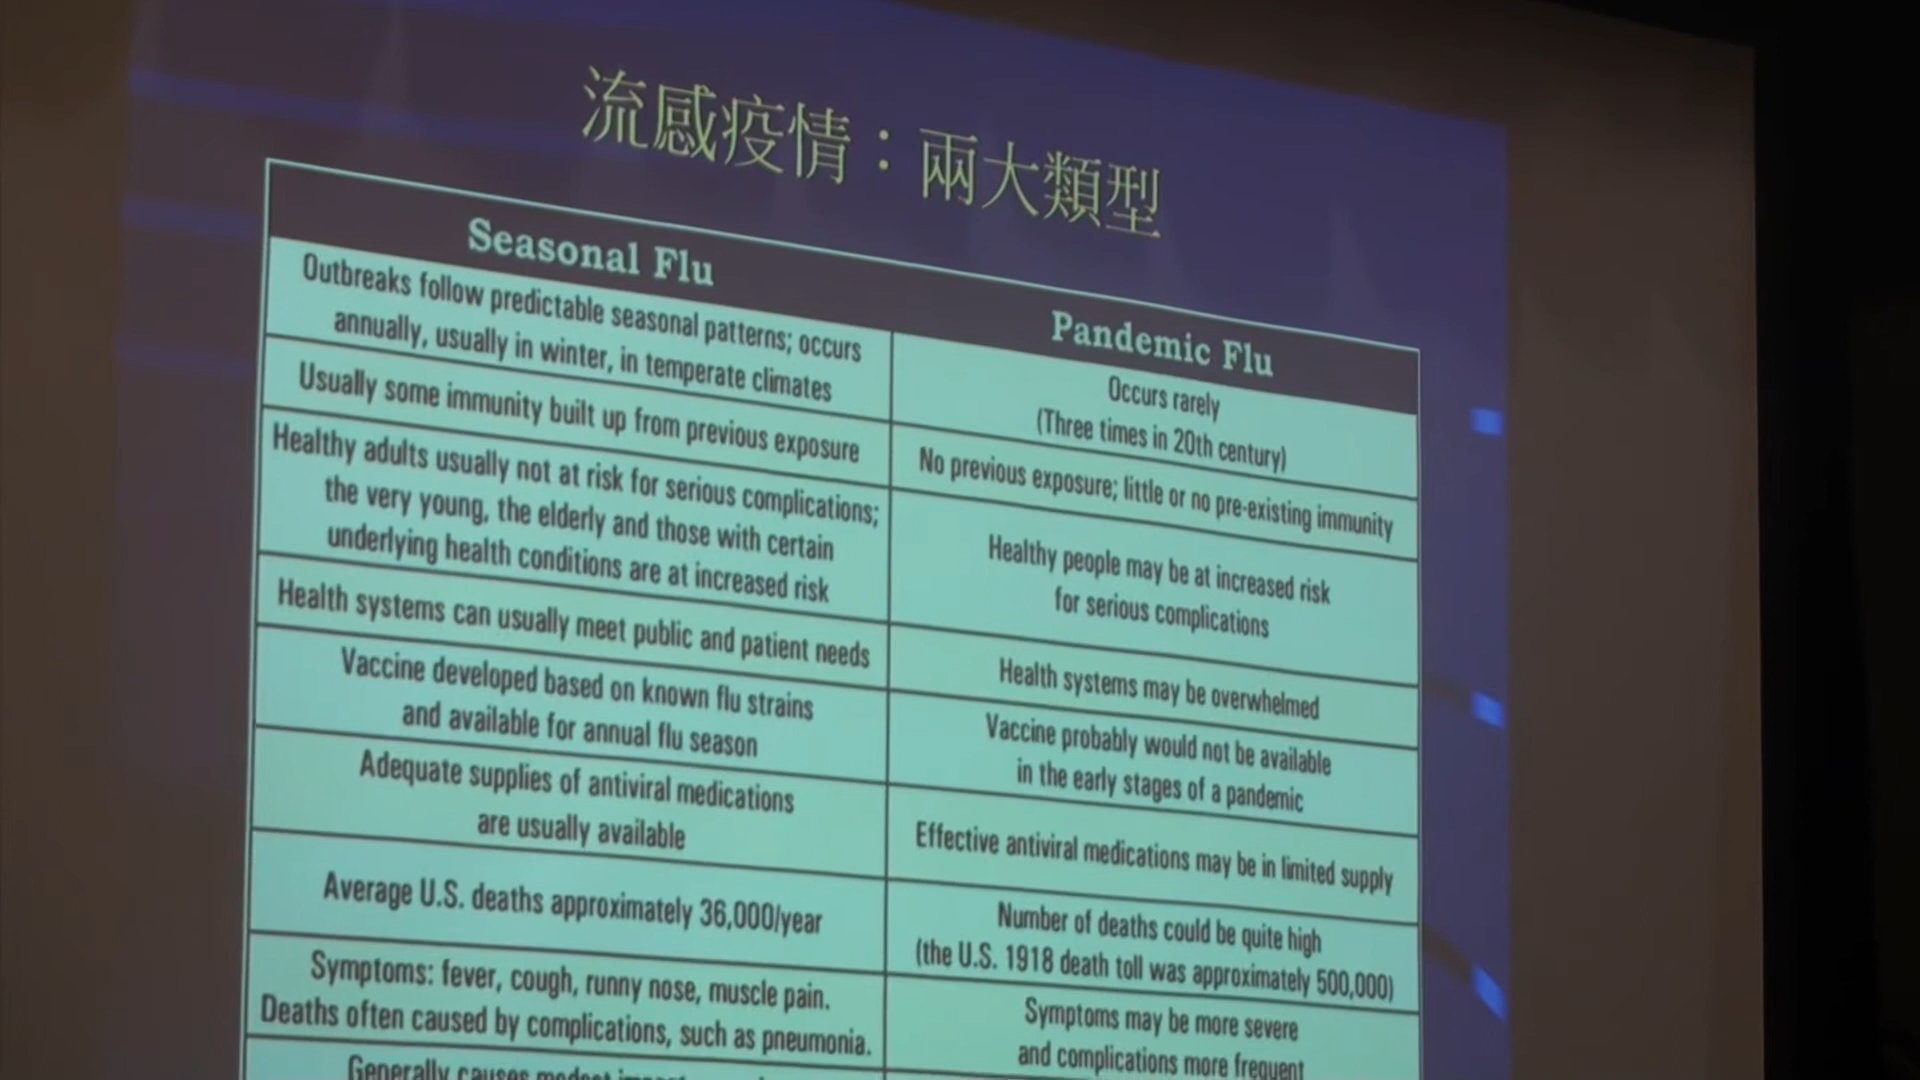 流感疫情：兩大類型
Seasonal Flu
Pandemic Flu
Outbreaks follow predictable seasonal patterns; occurs
annually, usually in winter, in temperate climates
Occurs rarely
(Three times in 20th century)
Usually some immunity built up from previous exposure
No previous exposure; little or no pre-existing immunity
Healthy adults usually not at risk for serious complications;
the very young, the elderly and those with certain
underlying health conditions are at increased risk
Healthy people may be at increased risk
for serious complications
Health systems can usually meet public and patient needs
Health systems may be overwhelmed
Vaccine developed based on known flu strains
and available for annual flu season
Vaccine probably would not be available
in the early stages of a pandemic
Adequate supplies of antiviral medications
are usually available
Effective antiviral medications may be in limited supply
Average U.S. deaths approximately 36,000/year
Number of deaths could be quite high
(the U.S. 1918 death toll was approximately 500,000)
Symptoms: fever, cough, runny nose, muscle pain.
Deaths often caused by complications, such as pneumonia.
Symptoms may be more severe
and complications more frequent
Generally causes modest